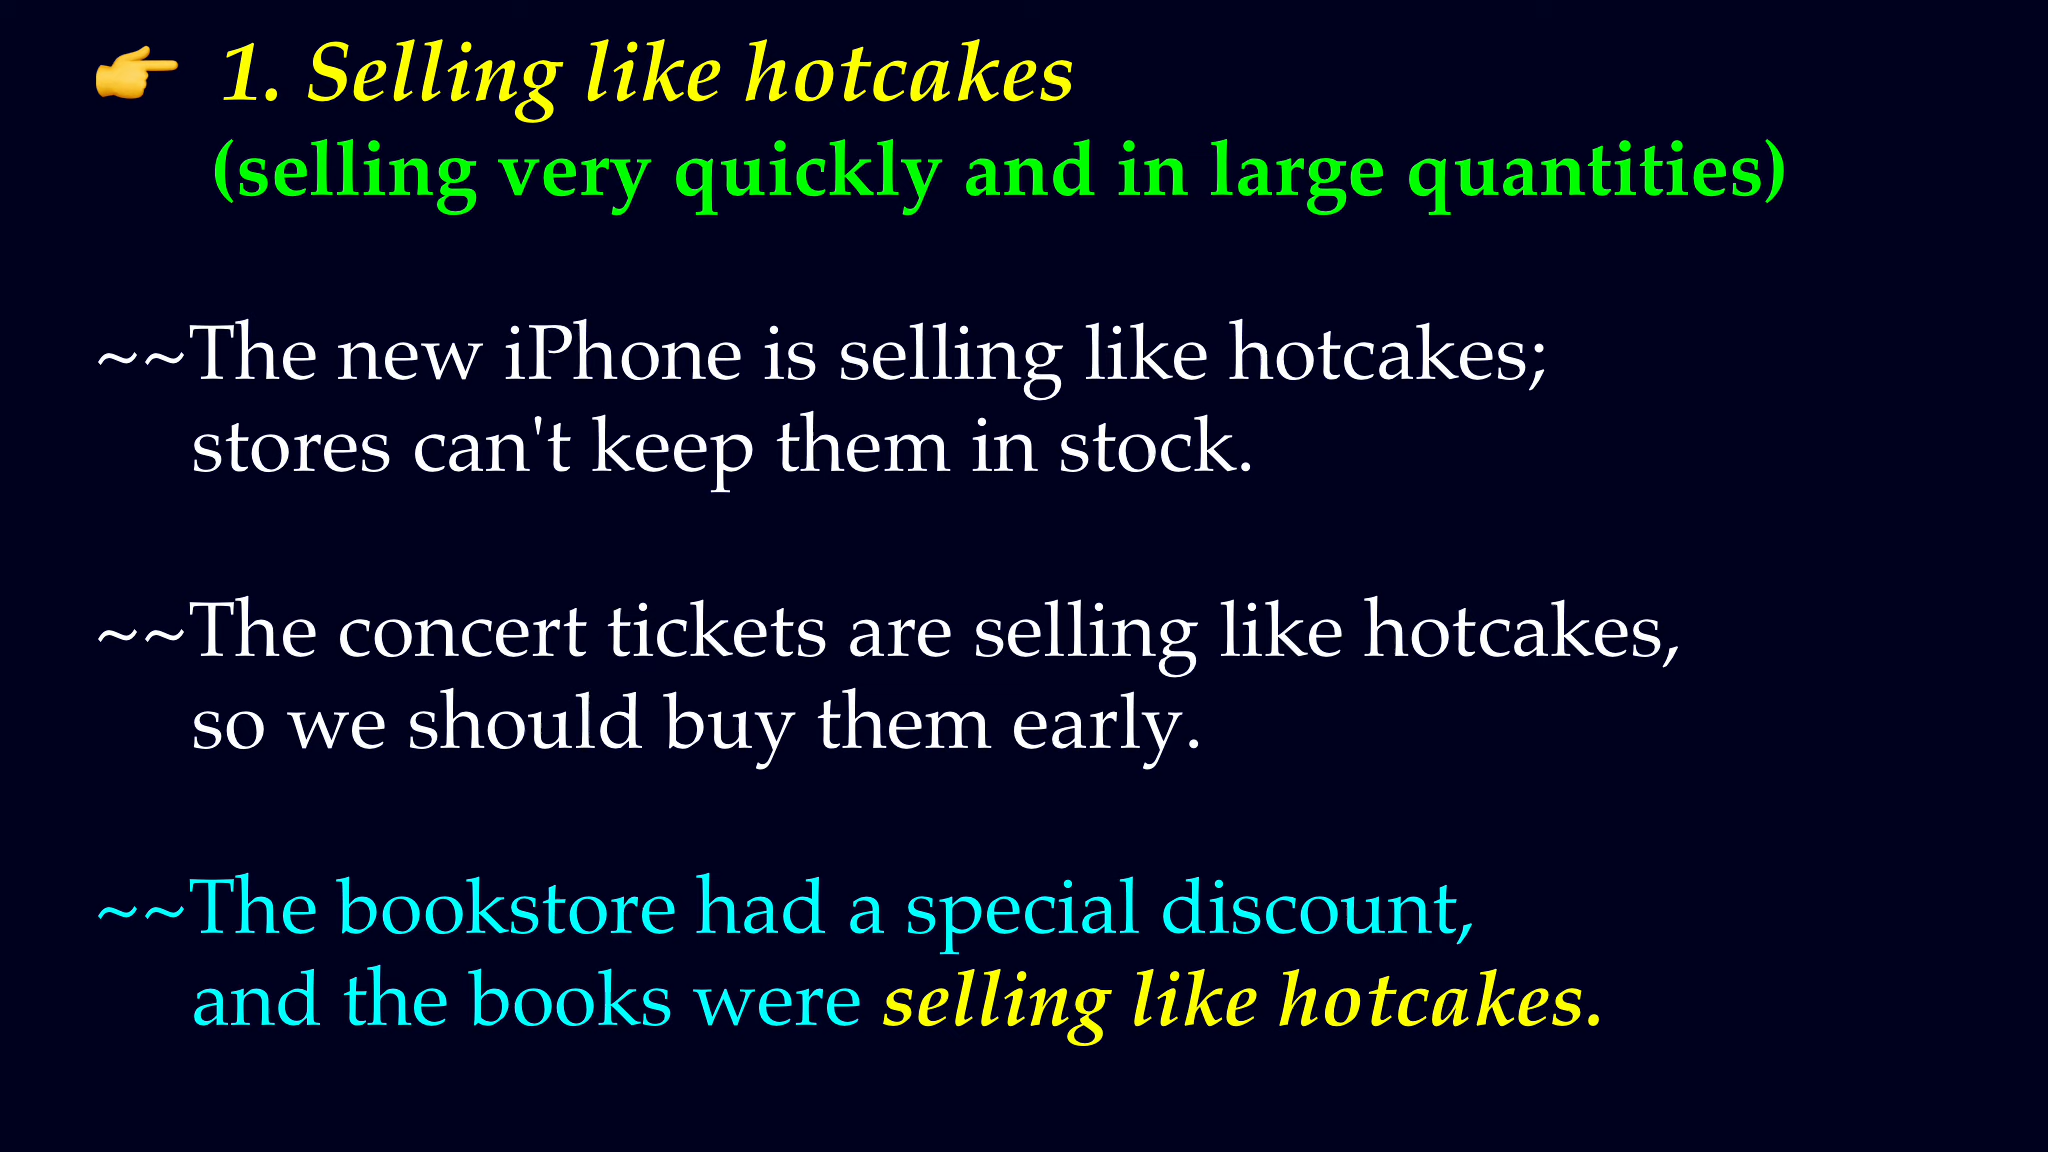 👉 1. Selling like hotcakes
(selling very quickly and in large quantities)
~~The new iPhone is selling like hotcakes;
stores can't keep them in stock.
~~The concert tickets are selling like hotcakes,
so we should buy them early.
~~The bookstore had a special discount,
and the books were selling like hotcakes.